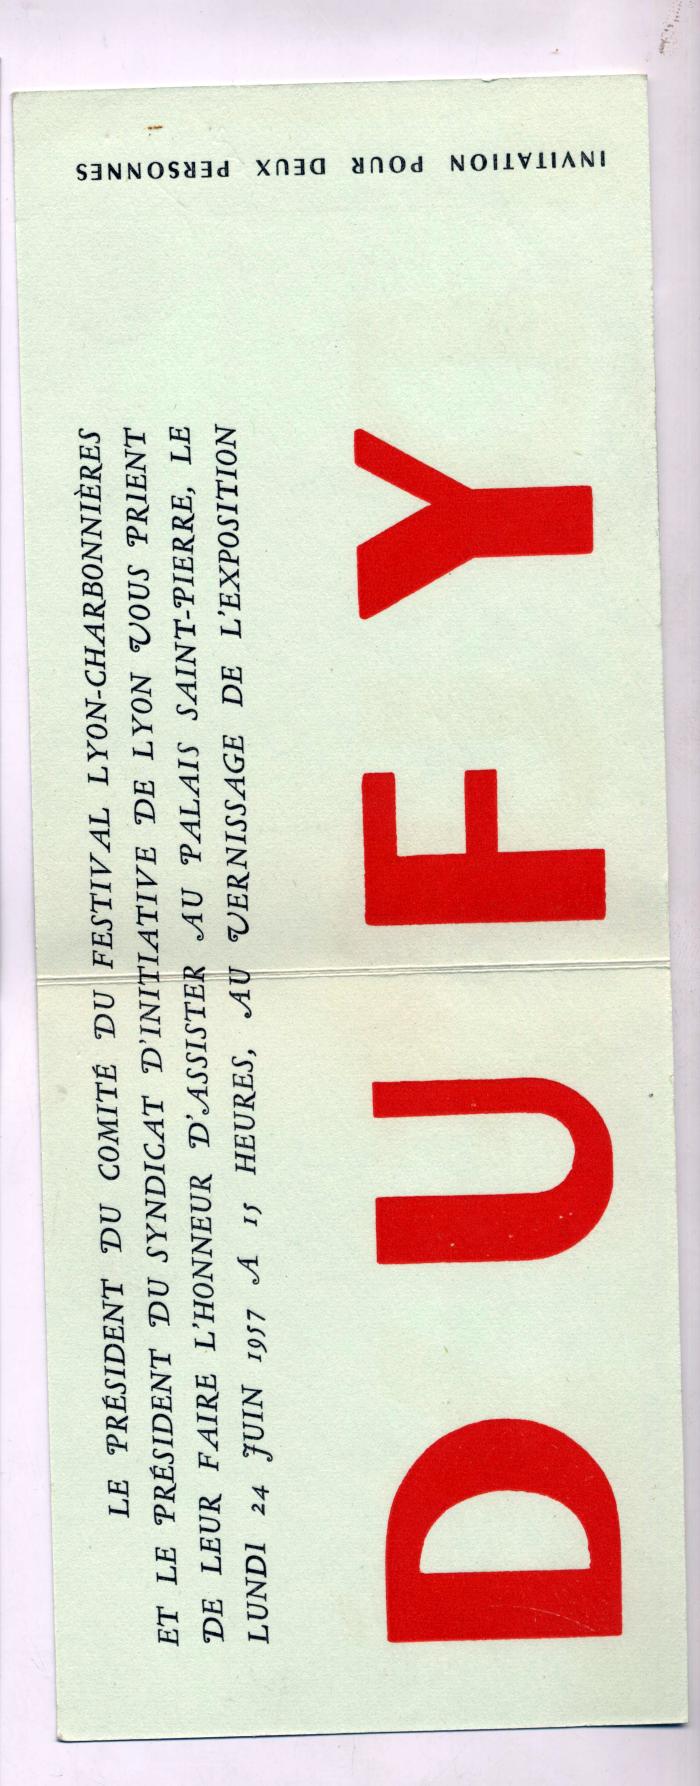 LE PRÉSIDENT DU COMITÉ DU FESTIVAL LYON-CHARBONNIÈRES
ET LE PRÉSIDENT DU SYNDICAT D'INITIATIVE DE LYON VOUS PRIENT
DE LEUR FAIRE L'HONNEUR D'ASSISTER AU PALAIS SAINT-PIERRE, LE
LUNDI 24 JUIN 1957 A 15 HEURES, AU VERNISSAGE DE L'EXPOSITION
DUFY
INVITATION POUR DEUX PERSONNES